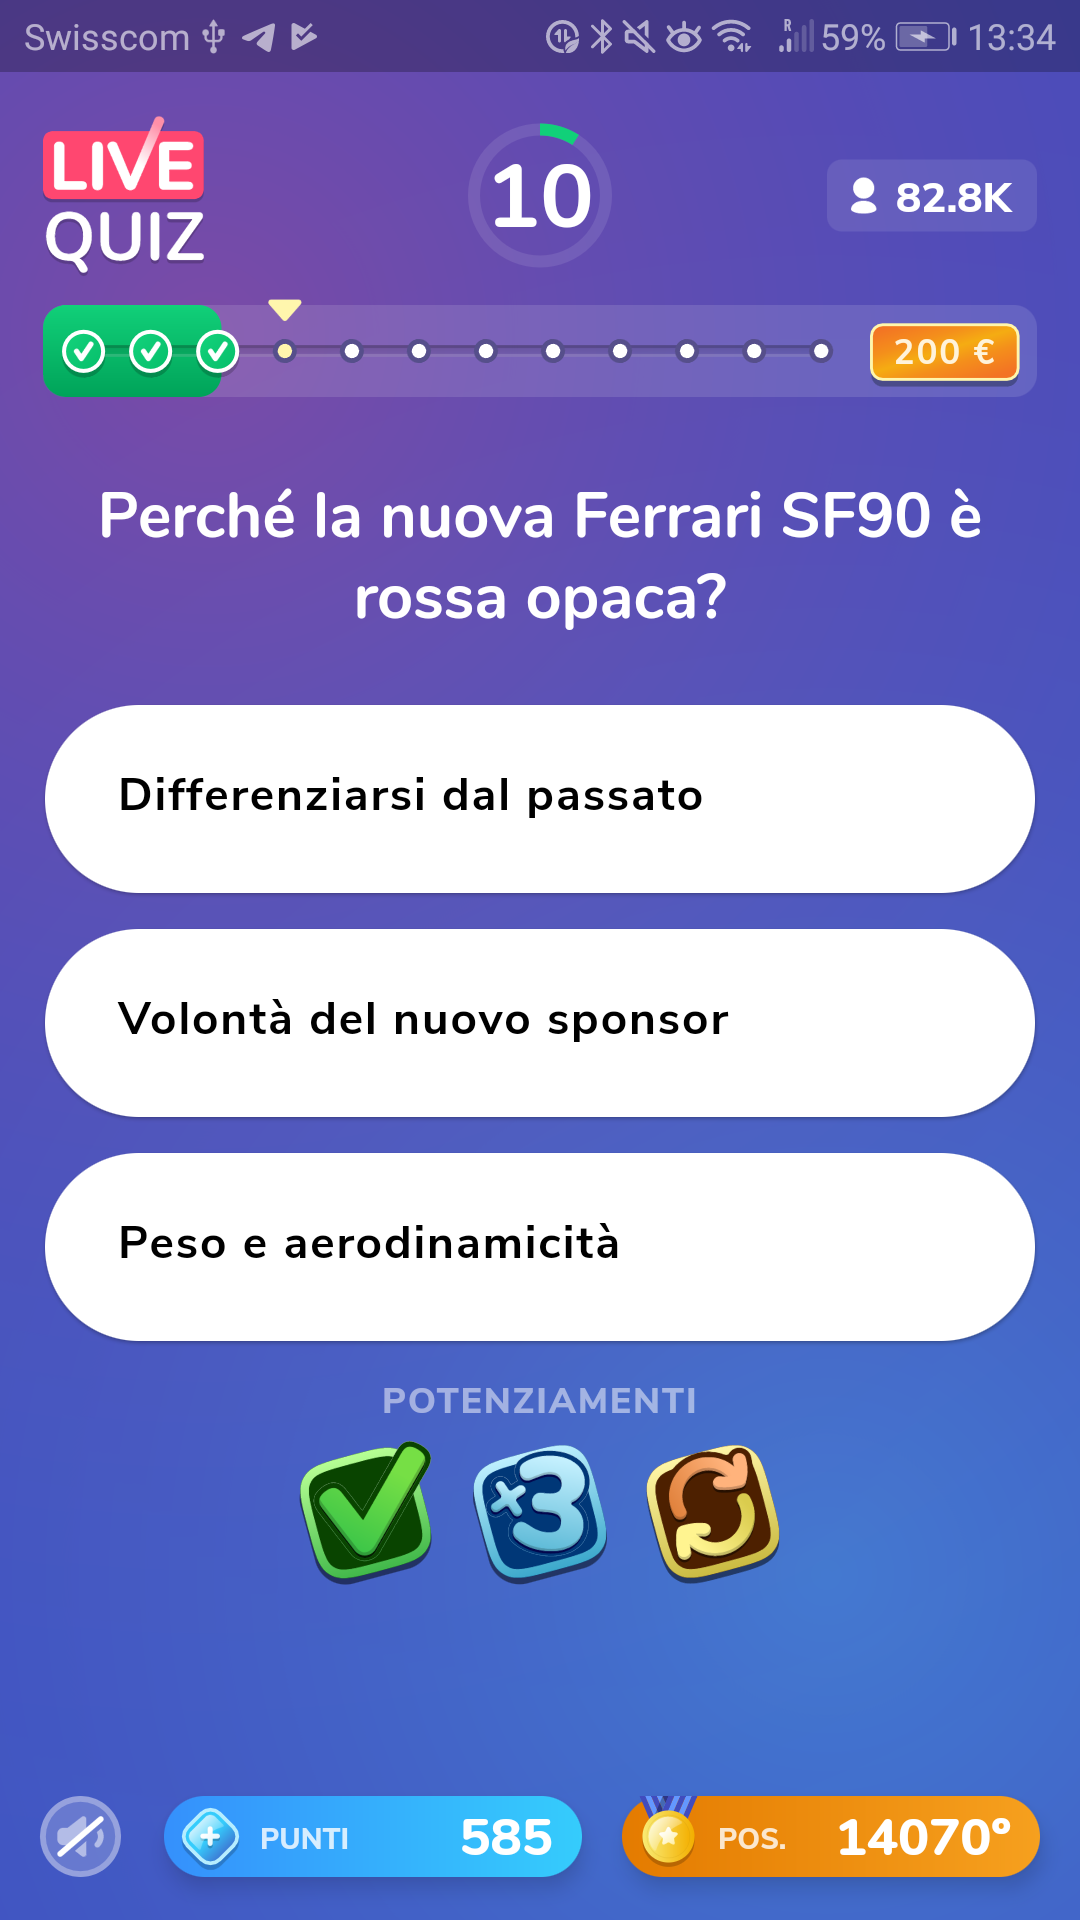 Swisscom
R
59%
13:34
LIVE
QUIZ
10
82.8K
200 €
Perché la nuova Ferrari SF90 è
rossa opaca?
Differenziarsi dal passato
Volontà del nuovo sponsor
Peso e aerodinamicità
POTENZIAMENTI
×3
PUNTI
585
POS.
14070°